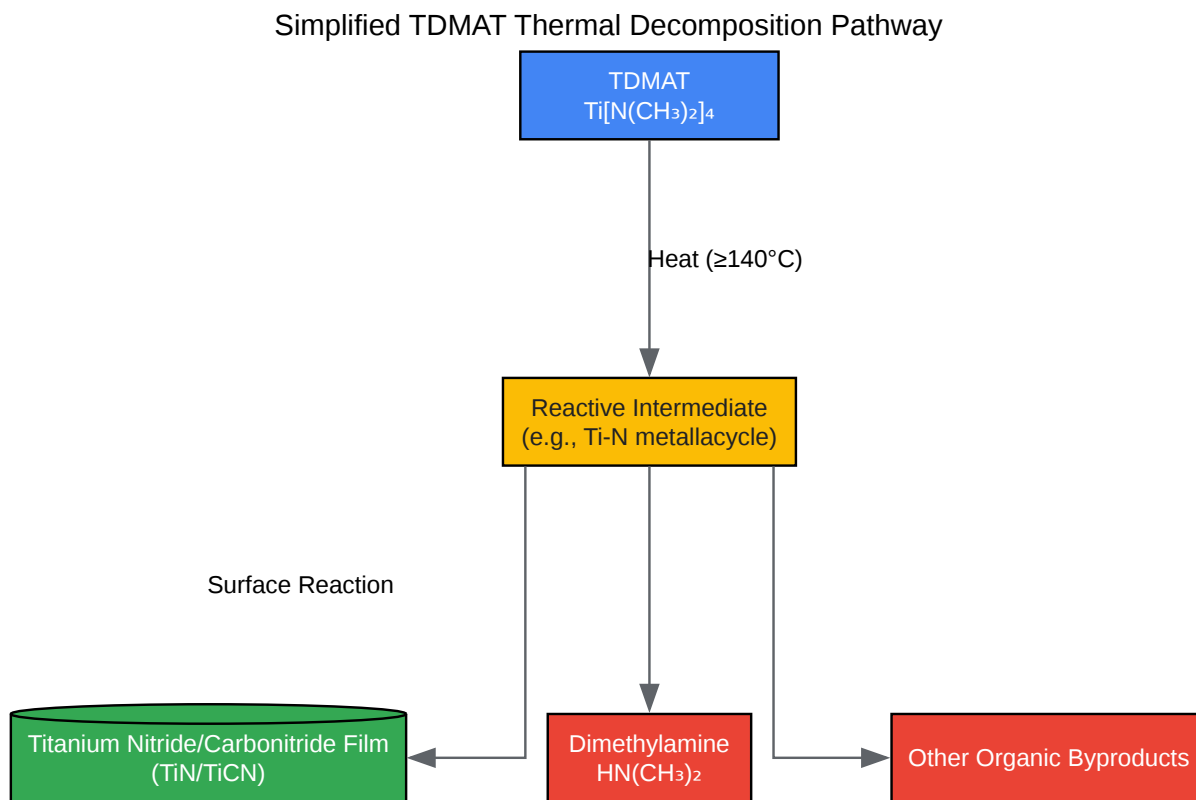 Simplified TDMAT Thermal Decomposition Pathway
TDMAT
Ti[N(CH₃)₂]₄
Heat (≥140°C)
Reactive Intermediate
(e.g., Ti-N metallacycle)
Surface Reaction
Titanium Nitride/Carbonitride Film
(TiN/TiCN)
Dimethylamine
HN(CH₃)₂
Other Organic Byproducts